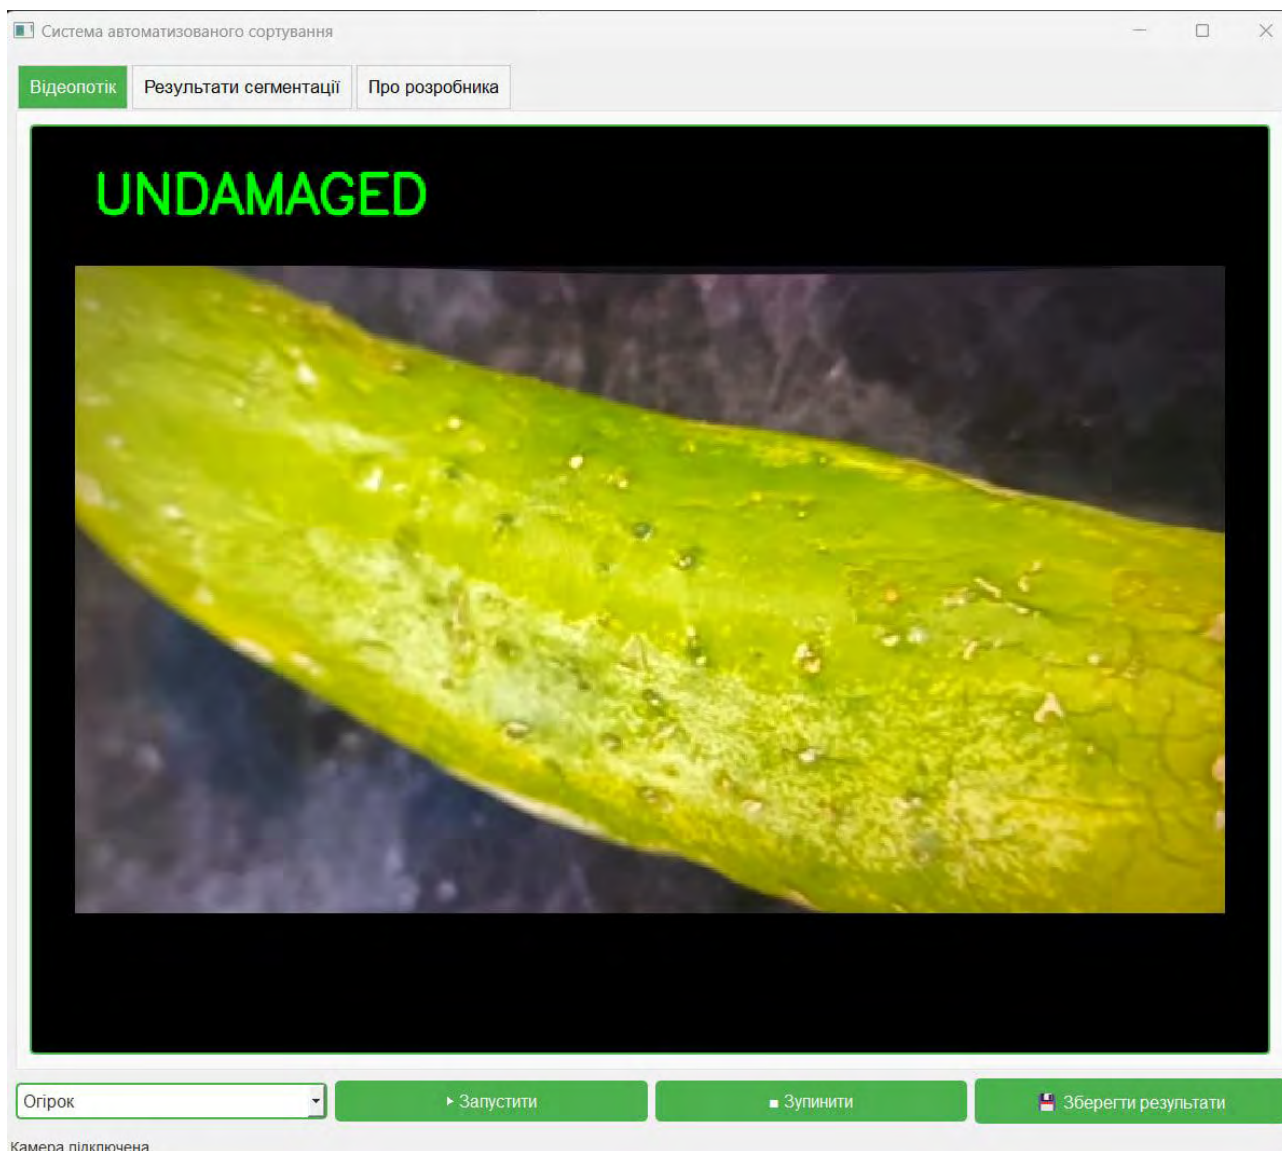 Система автоматизованого сортування
Відеопотік Результати сегментації Про розробника
UNDAMAGED
Огірок Запустити Зупинити Зберегти результати
Камера підключена